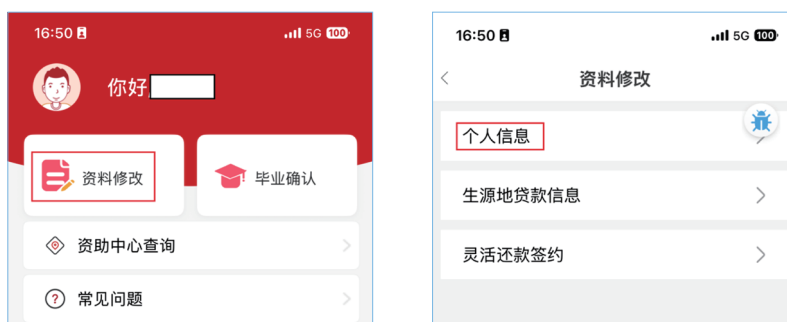 16:50
5G 100
你好
资料修改
毕业确认
资助中心查询
常见问题
16:50
5G 100
资料修改
个人信息
生源地贷款信息
灵活还款签约